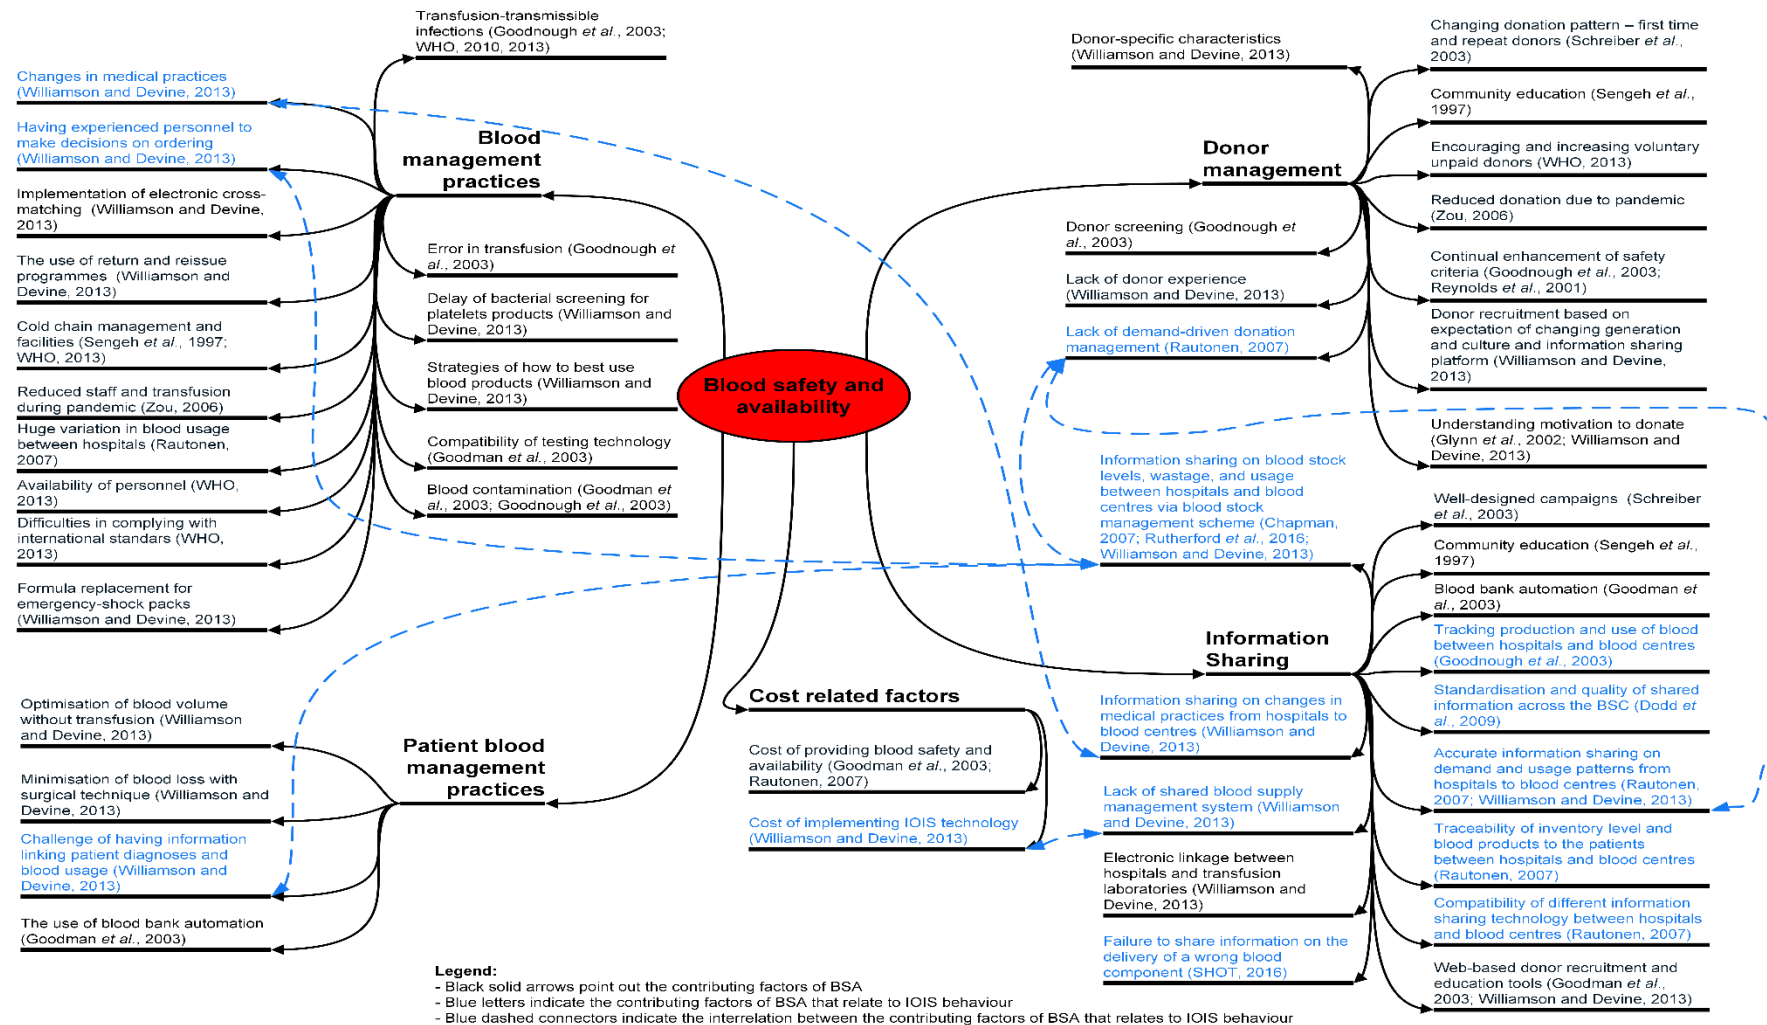 Transfusion-transmissible
infections (Goodnough et al., 2003;
WHO, 2010, 2013)
Changes in medical practices
(Williamson and Devine, 2013)
Having experienced personnel to
make decisions on ordering
(Williamson and Devine, 2013)
Implementation of electronic cross-
matching (Williamson and Devine,
2013)
The use of return and reissue
programmes (Williamson and
Devine, 2013)
Cold chain management and
facilities (Sengeh et al., 1997;
WHO, 2013)
Reduced staff and transfusion
during pandemic (Zou, 2006)
Huge variation in blood usage
between hospitals (Rautonen,
2007)
Availability of personnel (WHO,
2013)
Difficulties in complying with
international standars (WHO,
2013)
Formula replacement for
emergency-shock packs
(Williamson and Devine, 2013)
Blood
management
practices
Error in transfusion (Goodnough et
al., 2003)
Delay of bacterial screening for
platelets products (Williamson and
Devine, 2013)
Strategies of how to best use
blood products (Williamson and
Devine, 2013)
Compatibility of testing technology
(Goodman et al., 2003)
Blood contamination (Goodman et
al., 2003; Goodnough et al., 2003)
Blood safety and
availability
Donor-specific characteristics
(Williamson and Devine, 2013)
Donor
management
Donor screening (Goodnough et
al., 2003)
Lack of donor experience
(Williamson and Devine, 2013)
Lack of demand-driven donation
management (Rautonen, 2007)
Changing donation pattern – first time
and repeat donors (Schreiber et al.,
2003)
Community education (Sengeh et al.,
1997)
Encouraging and increasing voluntary
unpaid donors (WHO, 2013)
Reduced donation due to pandemic
(Zou, 2006)
Continual enhancement of safety
criteria (Goodnough et al., 2003;
Reynolds et al., 2001)
Donor recruitment based on
expectation of changing generation
and culture and information sharing
platform (Williamson and Devine,
2013)
Understanding motivation to donate
(Glynn et al., 2002; Williamson and
Devine, 2013)
Information sharing on blood stock
levels, wastage, and usage
between hospitals and blood
centres via blood stock
management scheme (Chapman,
2007; Rutherford et al., 2016;
Williamson and Devine, 2013)
Information
Sharing
Information sharing on changes in
medical practices from hospitals to
blood centres (Williamson and
Devine, 2013)
Lack of shared blood supply
management system (Williamson
and Devine, 2013)
Electronic linkage between
hospitals and transfusion
laboratories (Williamson and
Devine, 2013)
Failure to share information on the
delivery of a wrong blood
component (SHOT, 2016)
Well-designed campaigns (Schreiber
et al., 2003)
Community education (Sengeh et al.,
1997)
Blood bank automation (Goodman et
al., 2003)
Tracking production and use of blood
between hospitals and blood centres
(Goodnough et al., 2003)
Standardisation and quality of shared
information across the BSC (Dodd et
al., 2009)
Accurate information sharing on
demand and usage patterns from
hospitals to blood centres (Rautonen,
2007; Williamson and Devine, 2013)
Traceability of inventory level and
blood products to the patients
between hospitals and blood centres
(Rautonen, 2007)
Compatibility of different information
sharing technology between hospitals
and blood centres (Rautonen, 2007)
Web-based donor recruitment and
education tools (Goodman et al.,
2003; Williamson and Devine, 2013)
Cost related factors
Cost of providing blood safety and
availability (Goodman et al., 2003;
Rautonen, 2007)
Cost of implementing IOIS technology
(Williamson and Devine, 2013)
Optimisation of blood volume
without transfusion (Williamson
and Devine, 2013)
Minimisation of blood loss with
surgical technique (Williamson and
Devine, 2013)
Challenge of having information
linking patient diagnoses and
blood usage (Williamson and
Devine, 2013)
The use of blood bank automation
(Goodman et al., 2003)
Patient blood
management
practices
Legend:
- Black solid arrows point out the contributing factors of BSA
- Blue letters indicate the contributing factors of BSA that relate to IOIS behaviour
- Blue dashed connectors indicate the interrelation between the contributing factors of BSA that relates to IOIS behaviour